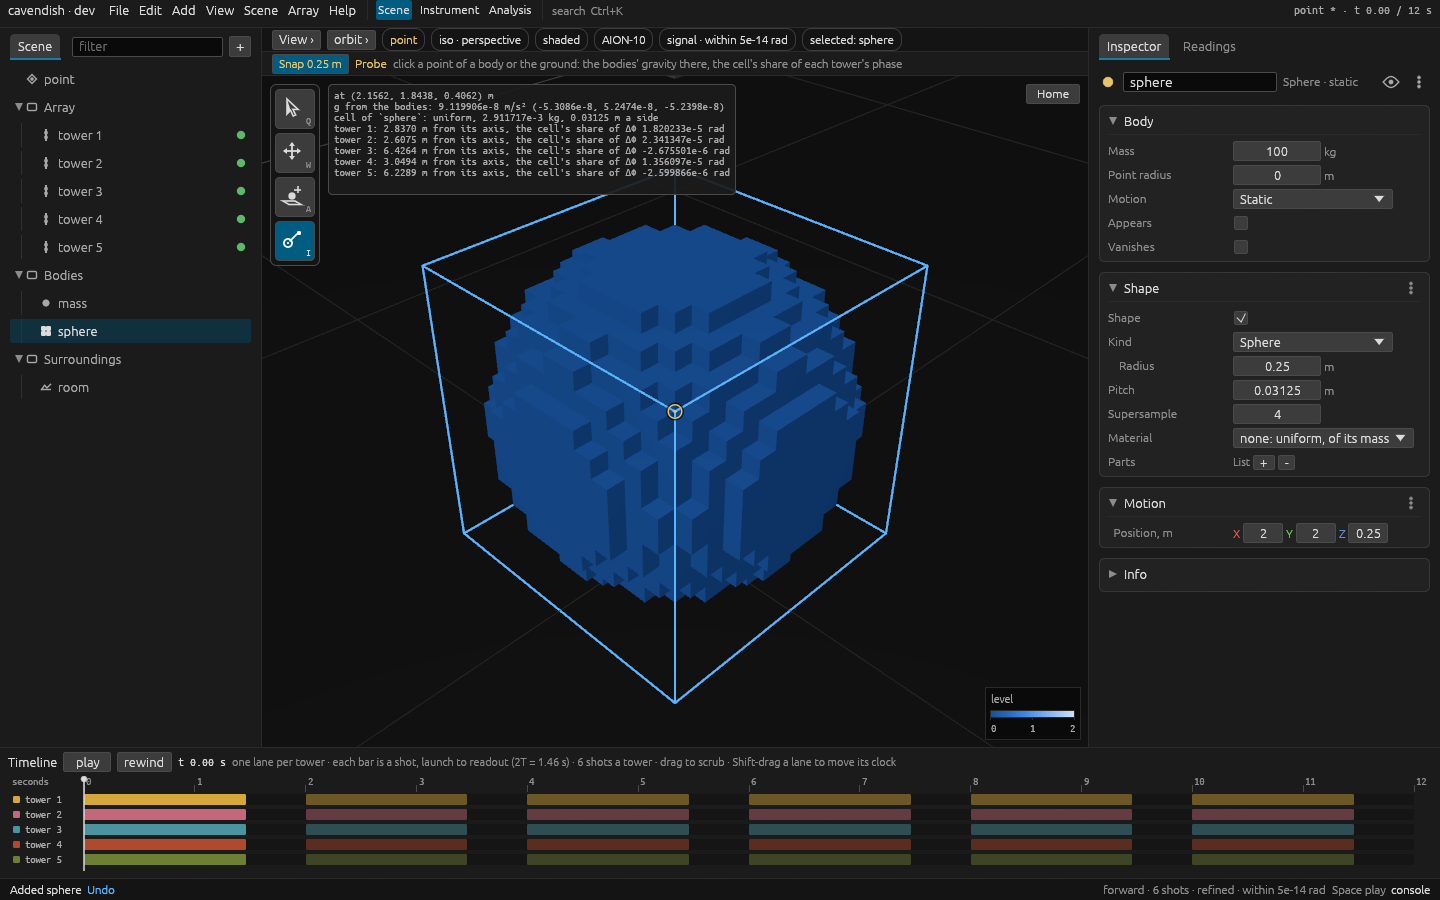 cavendish · dev File Edit Add View Scene Array Help Scene Instrument Analysis search Ctrl+K point * · t 0.00 / 12 s
Scene filter +
point
Array
tower 1
tower 2
tower 3
tower 4
tower 5
Bodies
mass
sphere
Surroundings
room
View › orbit › point iso · perspective shaded AION-10 signal · within 5e-14 rad selected: sphere
Snap 0.25 m Probe click a point of a body or the ground: the bodies' gravity there, the cell's share of each tower's phase
Q
W
A
I
at (2.1562, 1.8438, 0.4062) m
g from the bodies: 9.119906e-8 m/s² (-5.3086e-8, 5.2474e-8, -5.2398e-8)
cell of `sphere`: uniform, 2.911717e-3 kg, 0.03125 m a side
tower 1: 2.8370 m from its axis, the cell's share of ΔΦ 1.820233e-5 rad
tower 2: 2.6075 m from its axis, the cell's share of ΔΦ 2.341347e-5 rad
tower 3: 6.4264 m from its axis, the cell's share of ΔΦ -2.675501e-6 rad
tower 4: 3.0494 m from its axis, the cell's share of ΔΦ 1.356097e-5 rad
tower 5: 6.2289 m from its axis, the cell's share of ΔΦ -2.599866e-6 rad
Home
level
0 1 2
Inspector Readings
sphere Sphere · static
Body
Mass 100 kg
Point radius 0 m
Motion Static
Appears
Vanishes
Shape
Shape
Kind Sphere
Radius 0.25 m
Pitch 0.03125 m
Supersample 4
Material none: uniform, of its mass
Parts List + -
Motion
Position, m X 2 Y 2 Z 0.25
Info
Timeline play rewind t 0.00 s one lane per tower · each bar is a shot, launch to readout (2T = 1.46 s) · 6 shots a tower · drag to scrub · Shift-drag a lane to move its clock
seconds 0 1 2 3 4 5 6 7 8 9 10 11 12
tower 1
tower 2
tower 3
tower 4
tower 5
Added sphere Undo forward · 6 shots · refined · within 5e-14 rad Space play console